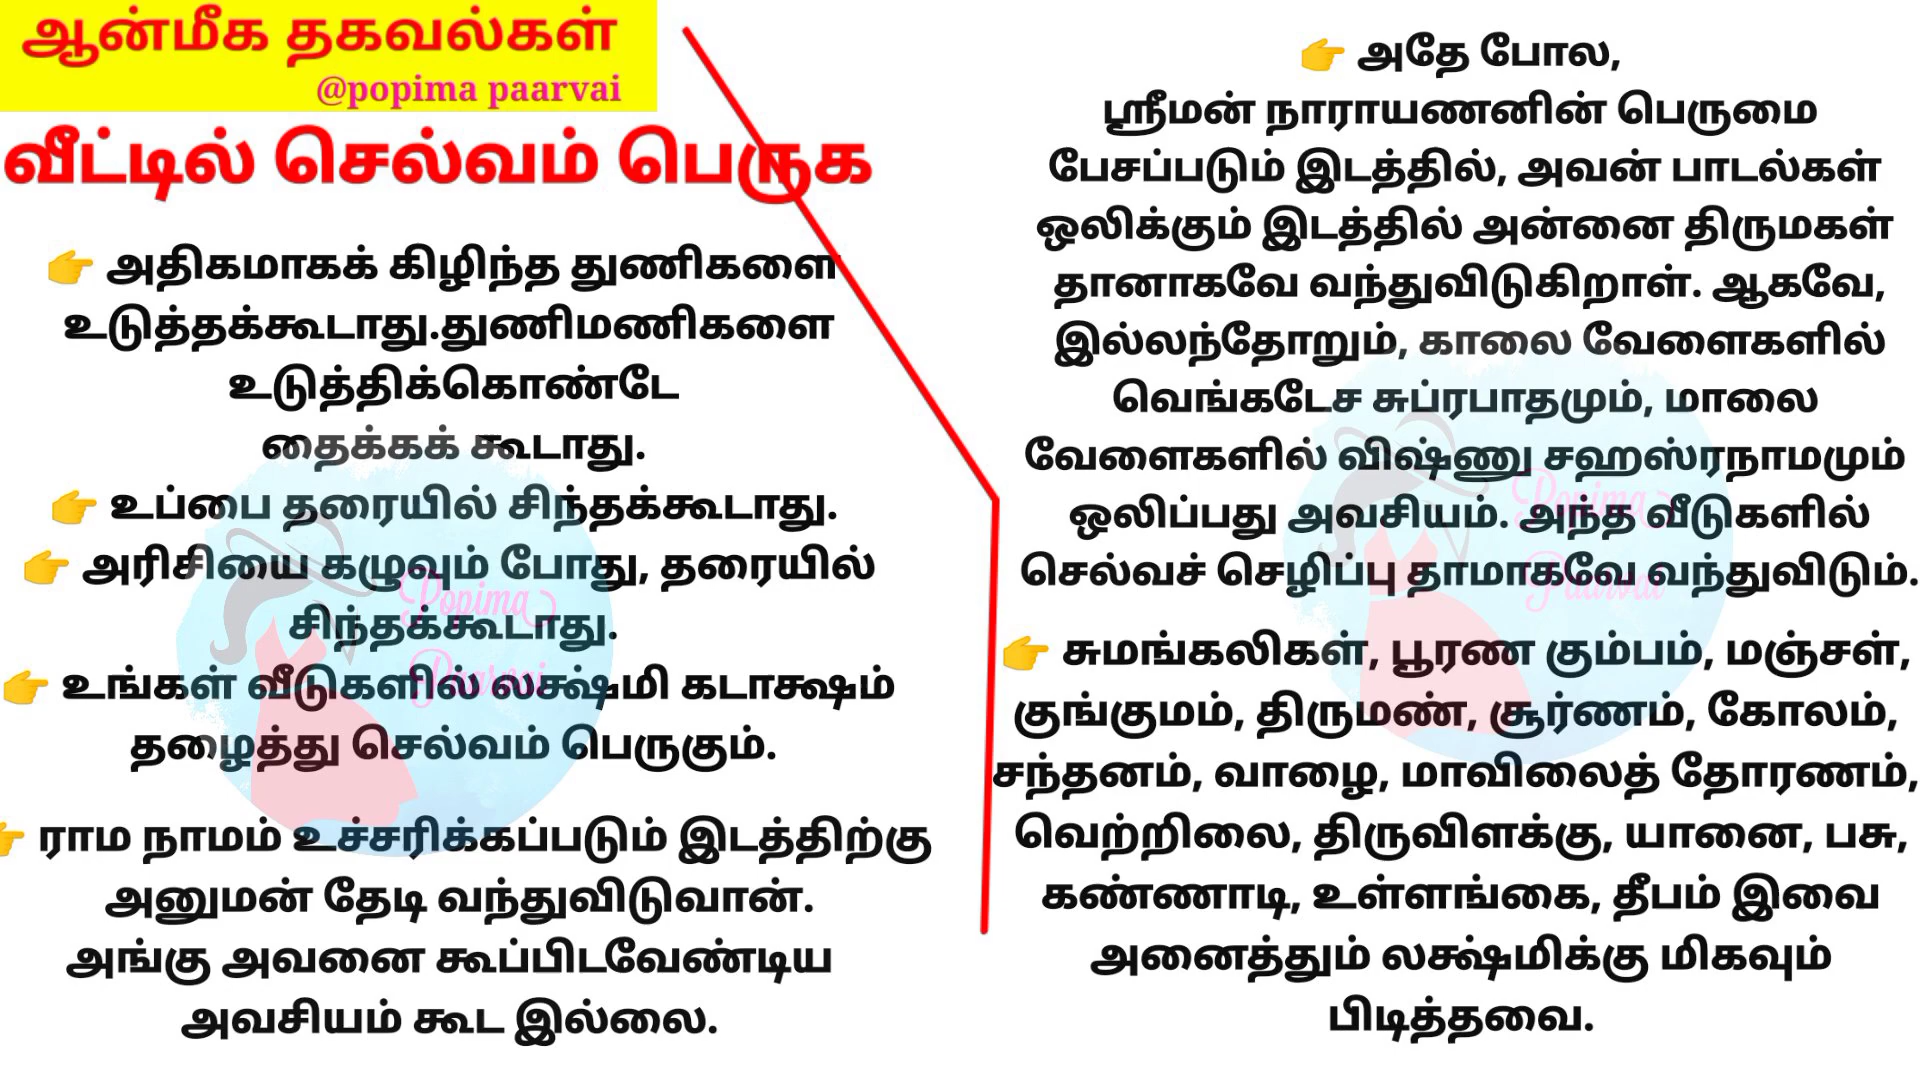 ஆன்மீக தகவல்கள்
@popima paarvai
வீட்டில் செல்வம் பெருக
👉 அதிகமாகக் கிழிந்த துணிகளை
உடுத்தக்கூடாது.துணிமணிகளை
உடுத்திக்கொண்டே
தைக்கக் கூடாது.
👉 உப்பை தரையில் சிந்தக்கூடாது.
👉 அரிசியை கழுவும் போது, தரையில்
சிந்தக்கூடாது.
👉 உங்கள் வீடுகளில் லக்ஷ்மி கடாக்ஷம்
தழைத்து செல்வம் பெருகும்.
👉 ராம நாமம் உச்சரிக்கப்படும் இடத்திற்கு
அனுமன் தேடி வந்துவிடுவான்.
அங்கு அவனை கூப்பிடவேண்டிய
அவசியம் கூட இல்லை.
Popima
Paarvai
👉 அதே போல,
ஸ்ரீமன் நாராயணனின் பெருமை
பேசப்படும் இடத்தில், அவன் பாடல்கள்
ஒலிக்கும் இடத்தில் அன்னை திருமகள்
தானாகவே வந்துவிடுகிறாள். ஆகவே,
இல்லந்தோறும், காலை வேளைகளில்
வெங்கடேச சுப்ரபாதமும், மாலை
வேளைகளில் விஷ்ணு சஹஸ்ரநாமமும்
ஒலிப்பது அவசியம். அந்த வீடுகளில்
செல்வச் செழிப்பு தாமாகவே வந்துவிடும்.
👉 சுமங்கலிகள், பூரண கும்பம், மஞ்சள்,
குங்குமம், திருமண், சூர்ணம், கோலம்,
சந்தனம், வாழை, மாவிலைத் தோரணம்,
வெற்றிலை, திருவிளக்கு, யானை, பசு,
கண்ணாடி, உள்ளங்கை, தீபம் இவை
அனைத்தும் லக்ஷ்மிக்கு மிகவும்
பிடித்தவை.
Popima
Paarvai